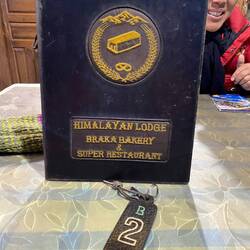 HIMALAYAN LODGE
BRAKA BAKERY
&
SUPER RESTAURANT
B
2